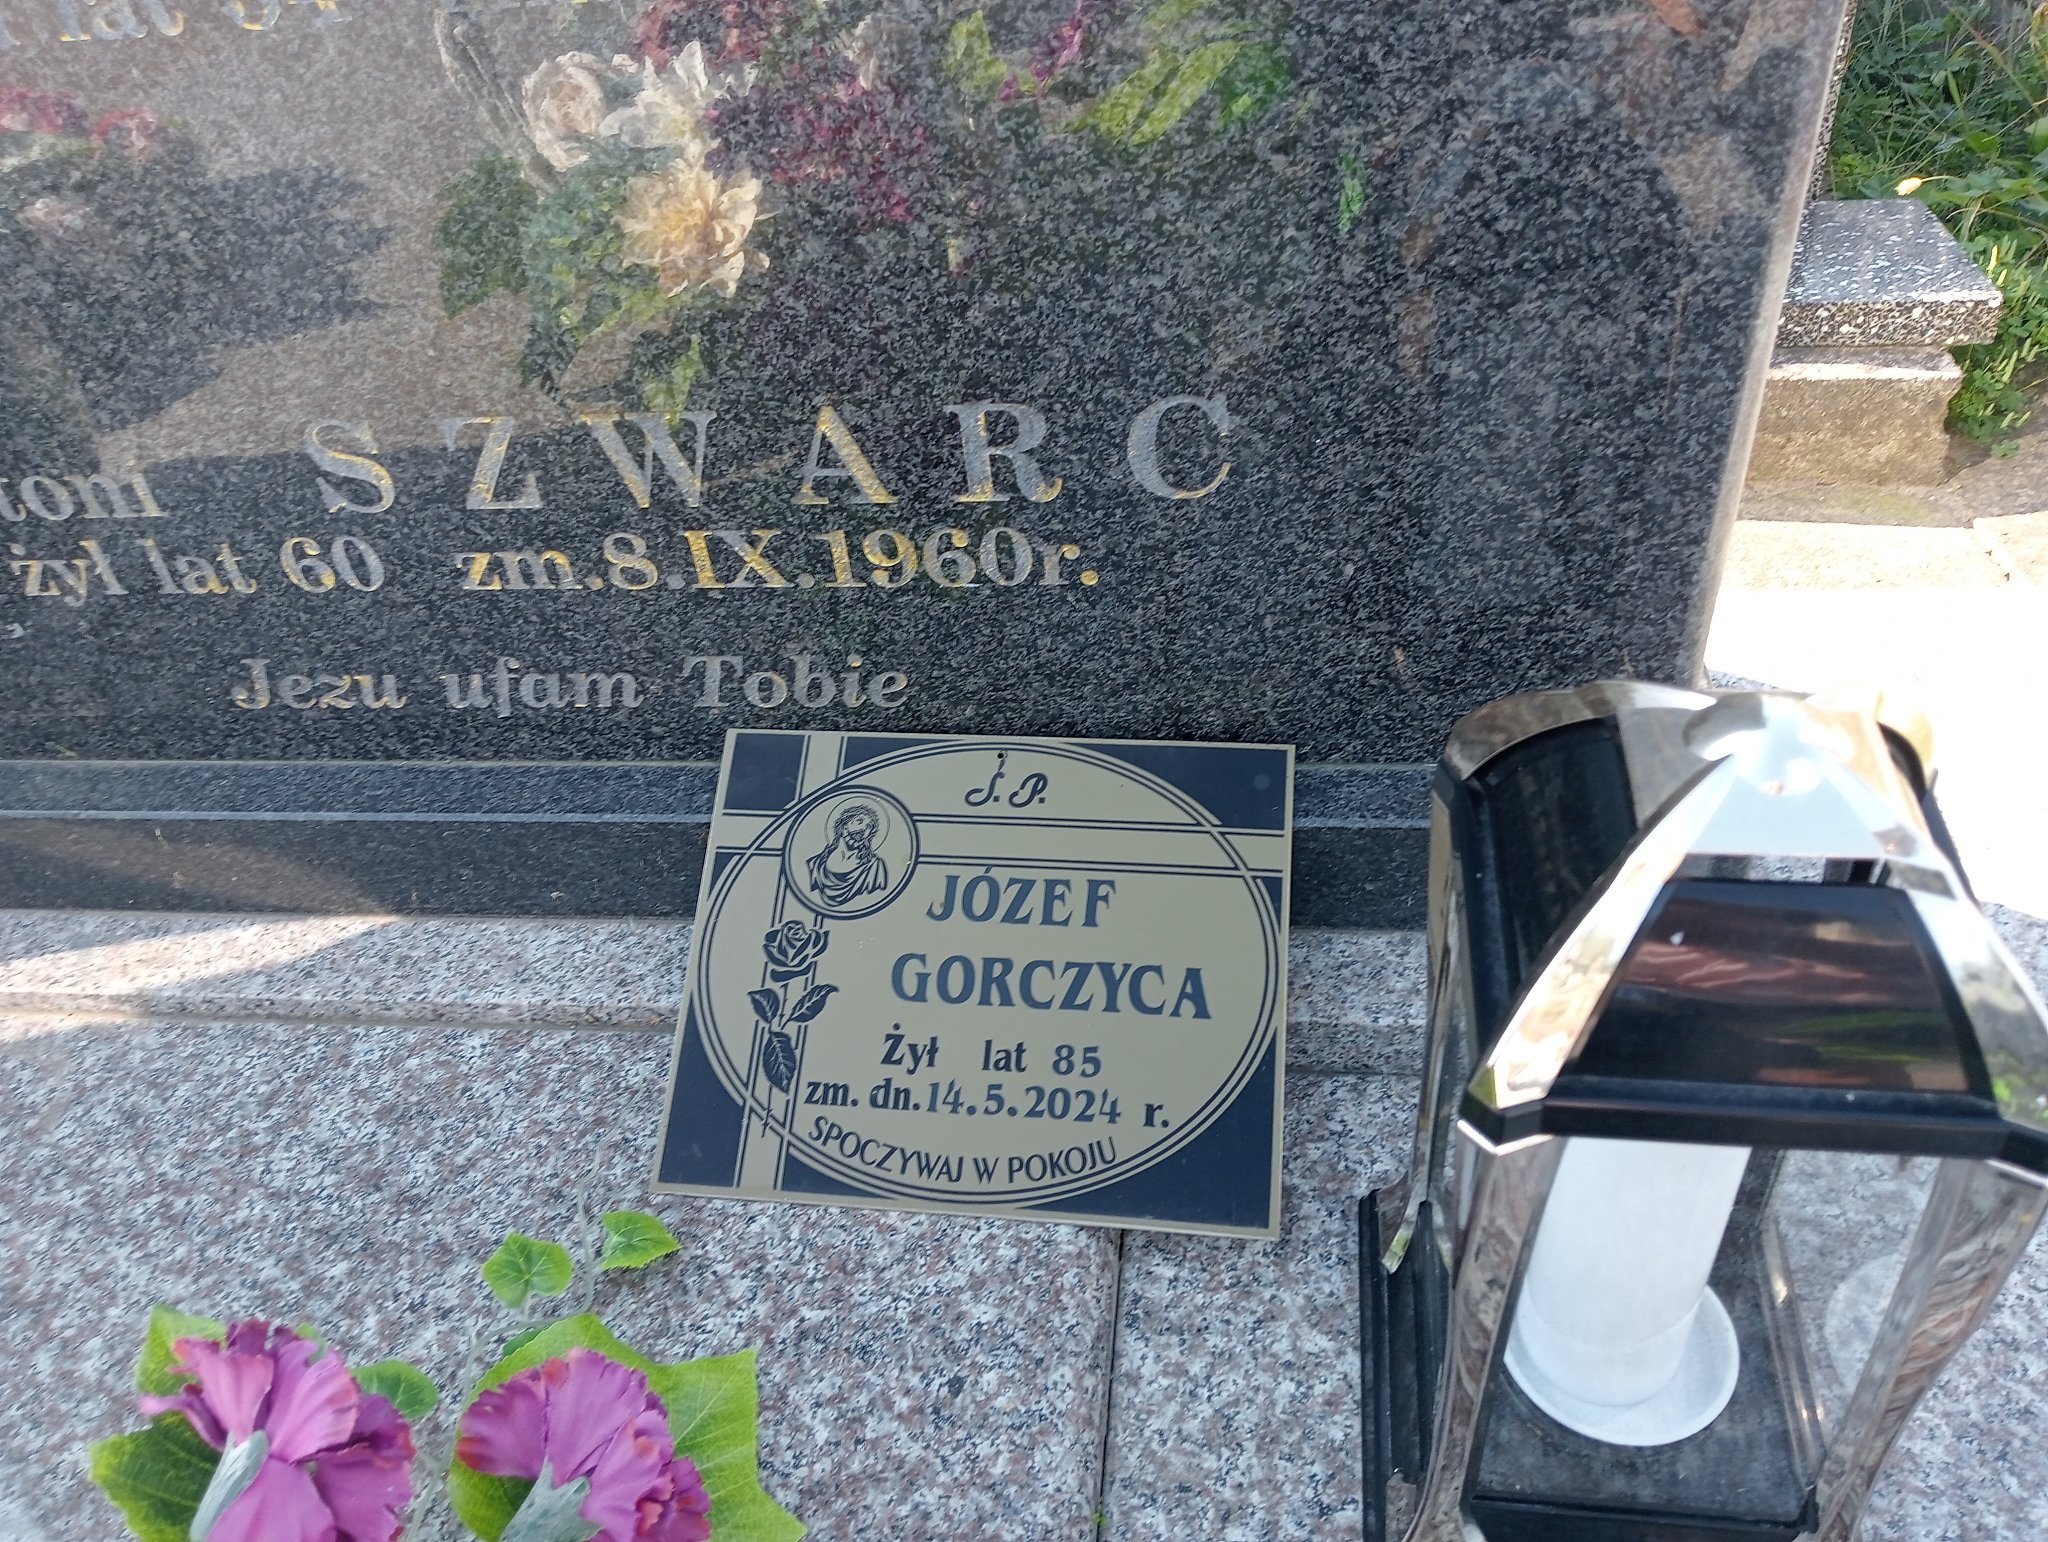 lat
SZWARC
żył lat 60 zm.8.IX.1960r.
Jezu ufam Tobie
Ś. P.
JÓZEF
GORCZYCA
Żył lat 85
zm. dn. 14.5.2024 r.
SPOCZYWAJ W POKOJU